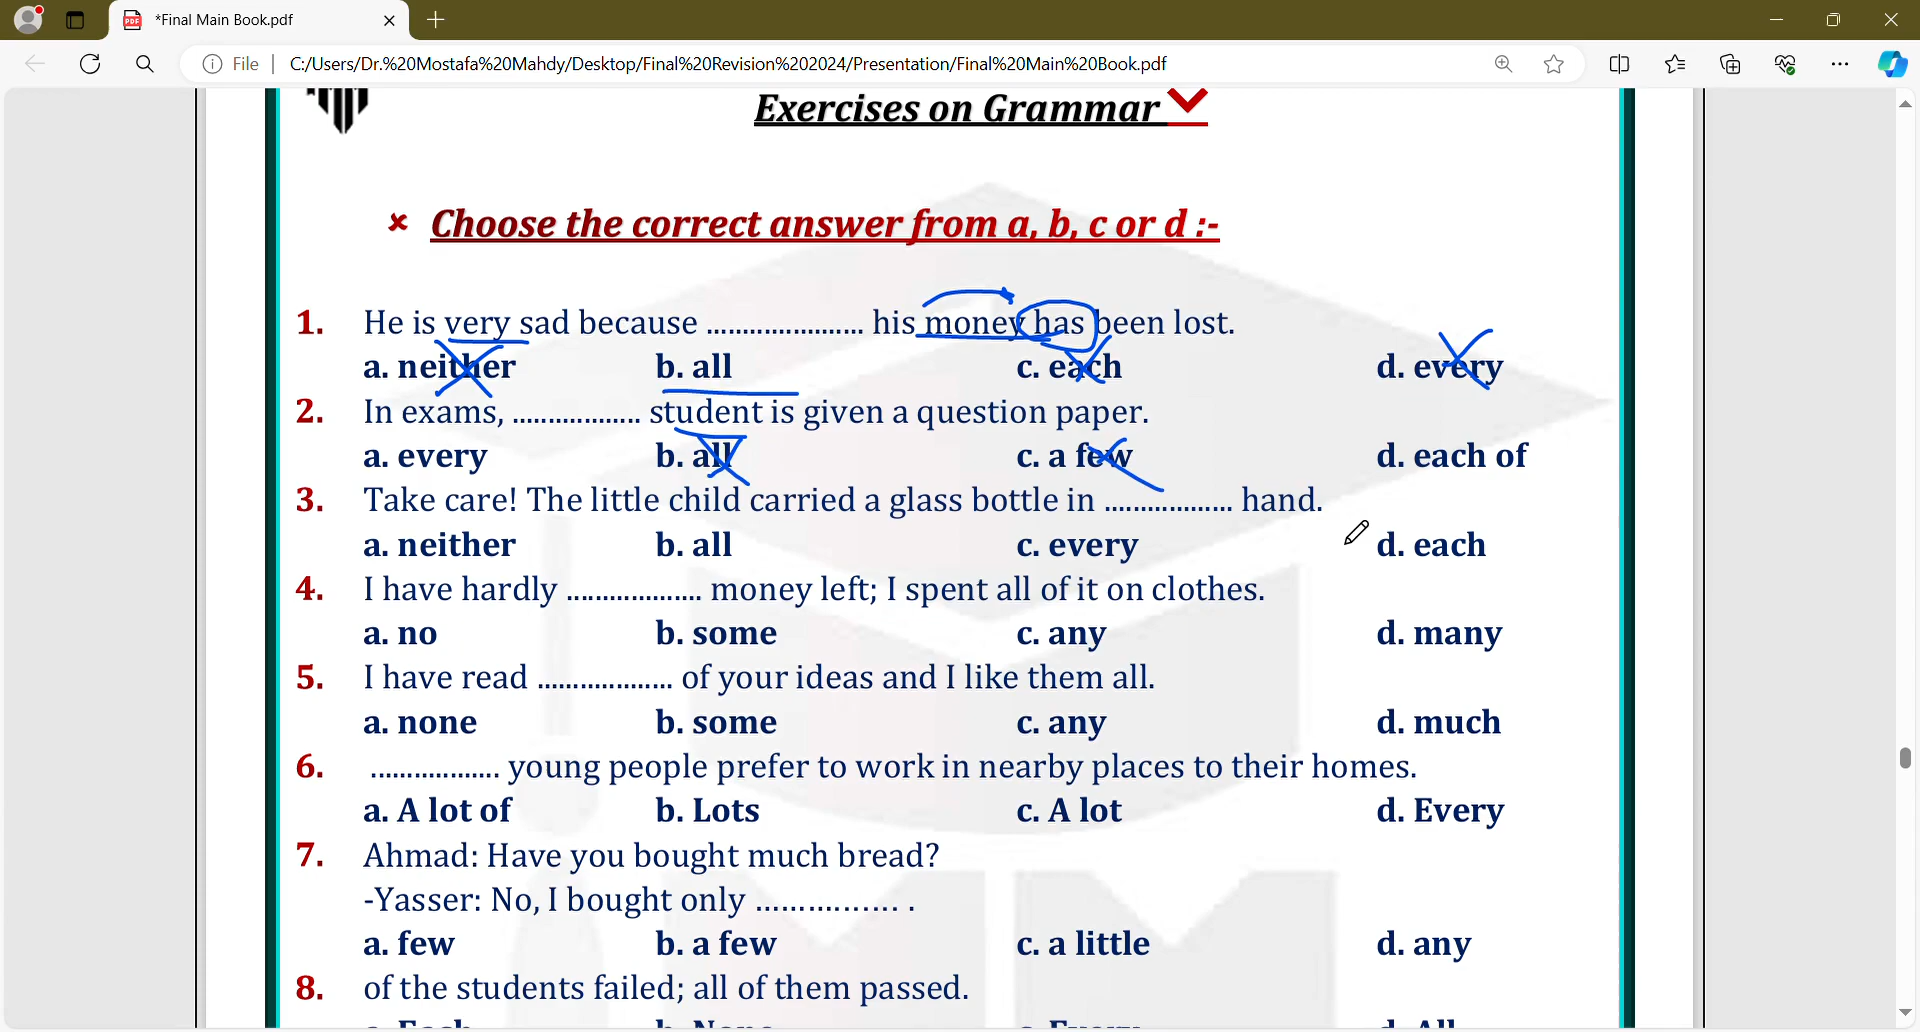 *Final Main Book.pdf
File
C:/Users/Dr.%20Mostafa%20Mahdy/Desktop/Final%20Revision%202024/Presentation/Final%20Main%20Book.pdf
Exercises on Grammar
Choose the correct answer from a, b, c or d :-
1. He is very sad because ...................... his money has been lost.
a. neither b. all c. each d. every
2. In exams, .................. student is given a question paper.
a. every b. all c. a few d. each of
3. Take care! The little child carried a glass bottle in .................. hand.
a. neither b. all c. every d. each
4. I have hardly ................... money left; I spent all of it on clothes.
a. no b. some c. any d. many
5. I have read ................... of your ideas and I like them all.
a. none b. some c. any d. much
6. .................. young people prefer to work in nearby places to their homes.
a. A lot of b. Lots c. A lot d. Every
7. Ahmad: Have you bought much bread?
-Yasser: No, I bought only ................ .
a. few b. a few c. a little d. any
8. of the students failed; all of them passed.